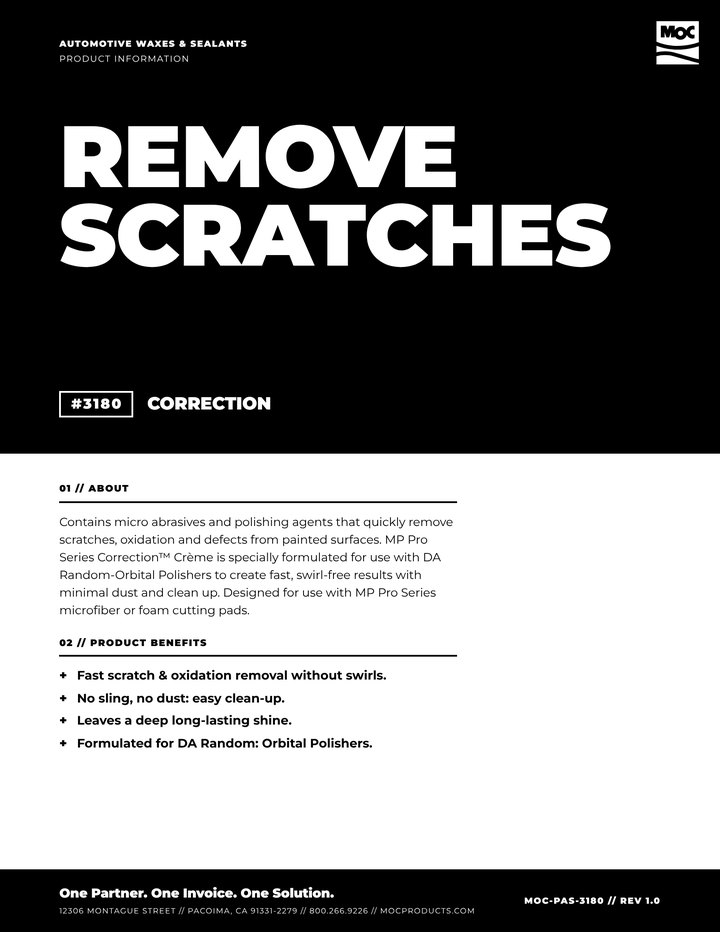 AUTOMOTIVE WAXES & SEALANTS
PRODUCT INFORMATION
MOC
REMOVE
SCRATCHES
#3180 CORRECTION
01 // ABOUT
Contains micro abrasives and polishing agents that quickly remove
scratches, oxidation and defects from painted surfaces. MP Pro
Series Correction™ Crème is specially formulated for use with DA
Random-Orbital Polishers to create fast, swirl-free results with
minimal dust and clean up. Designed for use with MP Pro Series
microfiber or foam cutting pads.
02 // PRODUCT BENEFITS
+ Fast scratch & oxidation removal without swirls.
+ No sling, no dust: easy clean-up.
+ Leaves a deep long-lasting shine.
+ Formulated for DA Random: Orbital Polishers.
One Partner. One Invoice. One Solution.
12306 MONTAGUE STREET // PACOIMA, CA 91331-2279 // 800.266.9226 // MOCPRODUCTS.COM
MOC-PAS-3180 // REV 1.0